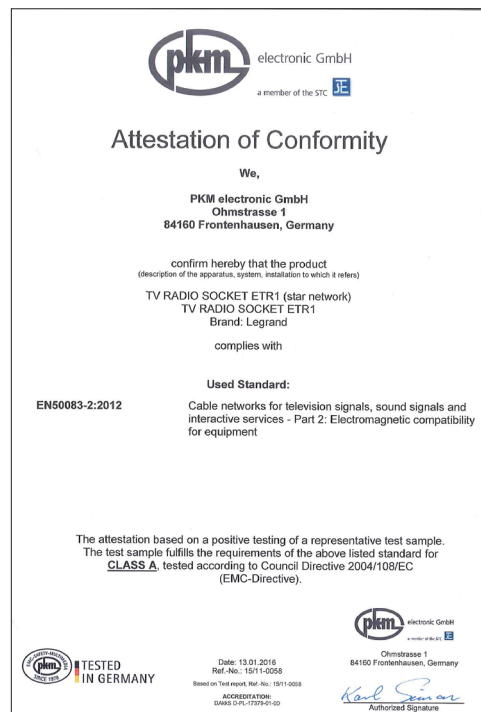 pkm electronic GmbH
a member of the STC
Attestation of Conformity
We,
PKM electronic GmbH
Ohmstrasse 1
84160 Frontenhausen, Germany
confirm hereby that the product
(description of the apparatus, system, installation to which it refers)
TV RADIO SOCKET ETR1 (star network)
TV RADIO SOCKET ETR1
Brand: Legrand
complies with
Used Standard:
EN50083-2:2012
Cable networks for television signals, sound signals and
interactive services - Part 2: Electromagnetic compatibility
for equipment
The attestation based on a positive testing of a representative test sample.
The test sample fulfills the requirements of the above listed standard for
CLASS A, tested according to Council Directive 2004/108/EC
(EMC-Directive).
pkm electronic GmbH
a member of the STC
Ohmstrasse 1
84160 Frontenhausen, Germany
pkm
SINCE 1978
TESTED
IN GERMANY
Date: 13.01.2016
Ref.-No.: 15/11-0058
Based on Test report, Ref.-No.: 15/11-0058
ACCREDITATION:
DAkkS D-PL-17379-01-00
Authorized Signature